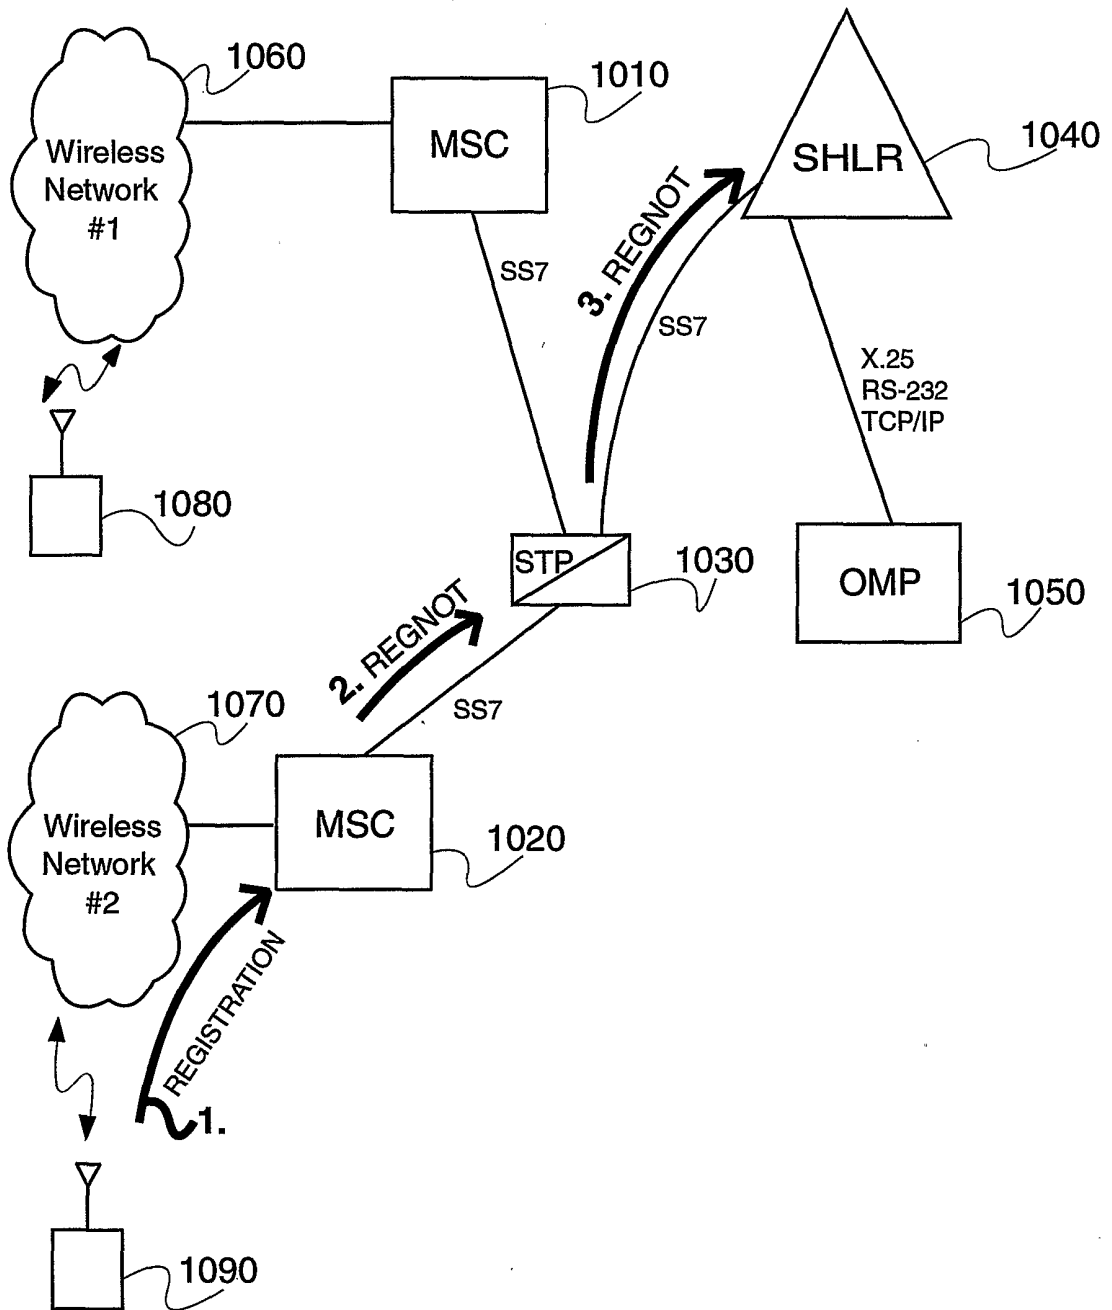 1060
1010
1040
MSC
SHLR
Wireless
Network
#1
3. REGNOT
SS7
SS7
X.25
RS-232
TCP/IP
1080
STP
1030
OMP
1050
2. REGNOT
SS7
1070
Wireless
Network
#2
MSC
1020
REGISTRATION
1.
1090